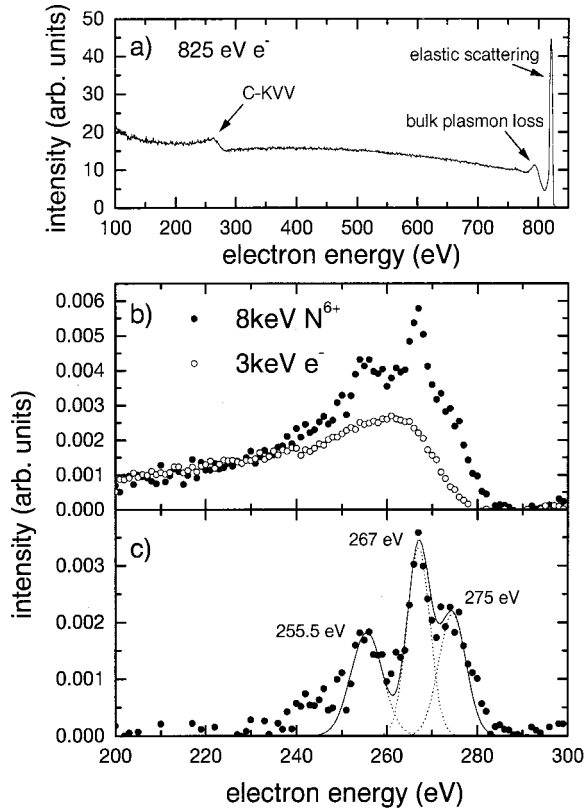 50
40
30
20
10
0
intensity (arb. units)
a) 825 eV e⁻
elastic scattering
C-KVV
bulk plasmon loss
100 200 300 400 500 600 700 800
electron energy (eV)
0.006
0.005
0.004
0.003
0.002
0.001
0.000
intensity (arb. units)
b) 8keV N⁶⁺
3keV e⁻
c)
267 eV
275 eV
255.5 eV
0.003
0.002
0.001
0.000
200 220 240 260 280 300
electron energy (eV)